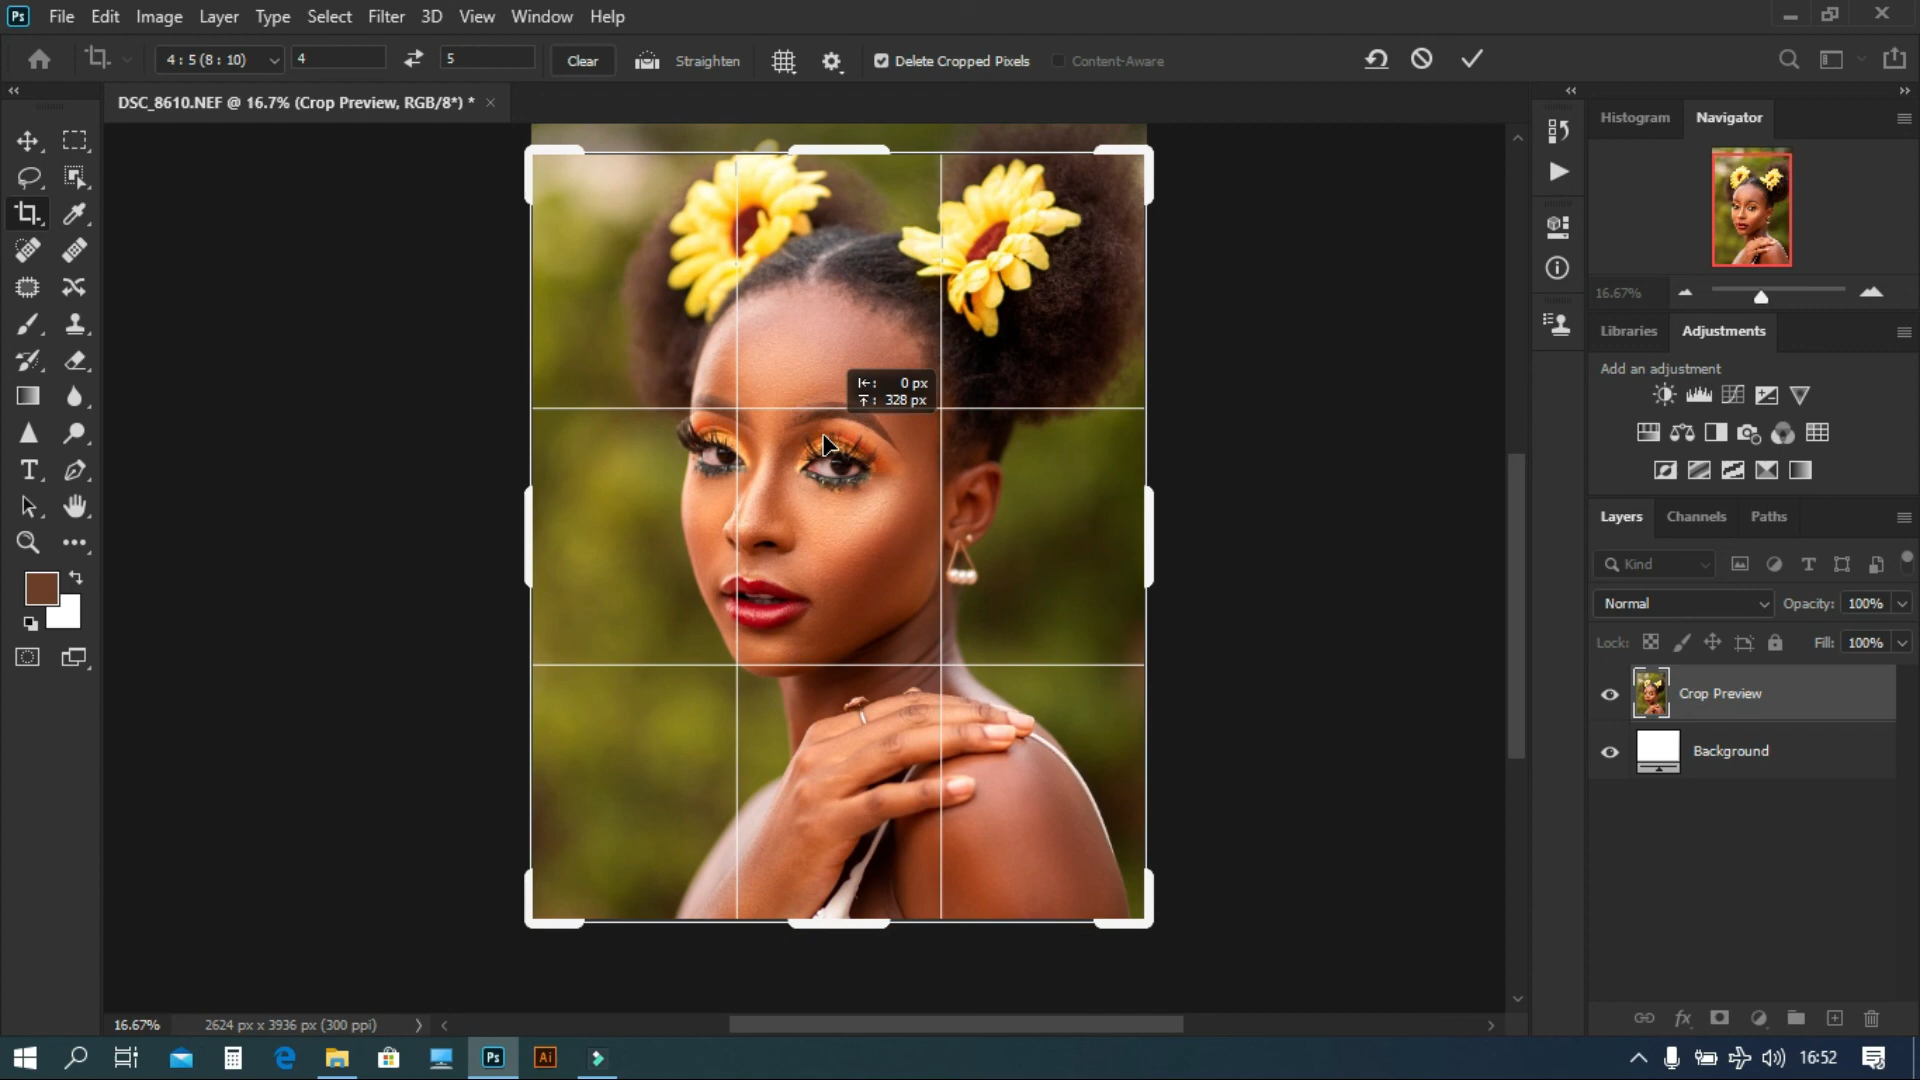 Ps File Edit Image Layer Type Select Filter 3D View Window Help
4 : 5 (8 : 10) 4 5 Clear Straighten Delete Cropped Pixels Content-Aware
DSC_8610.NEF @ 16.7% (Crop Preview, RGB/8*) *
Histogram Navigator
16.67%
Libraries Adjustments
Add an adjustment
0 px
328 px
Layers Channels Paths
Kind
Normal Opacity: 100%
Lock: Fill: 100%
Crop Preview
Background
16.67% 2624 px x 3936 px (300 ppi)
Ps Ai 16:52